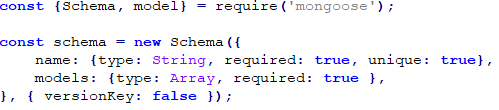 const {Schema, model} = require('mongoose');
const schema = new Schema({
    name: {type: String, required: true, unique: true},
    models: {type: Array, required: true },
}, { versionKey: false });